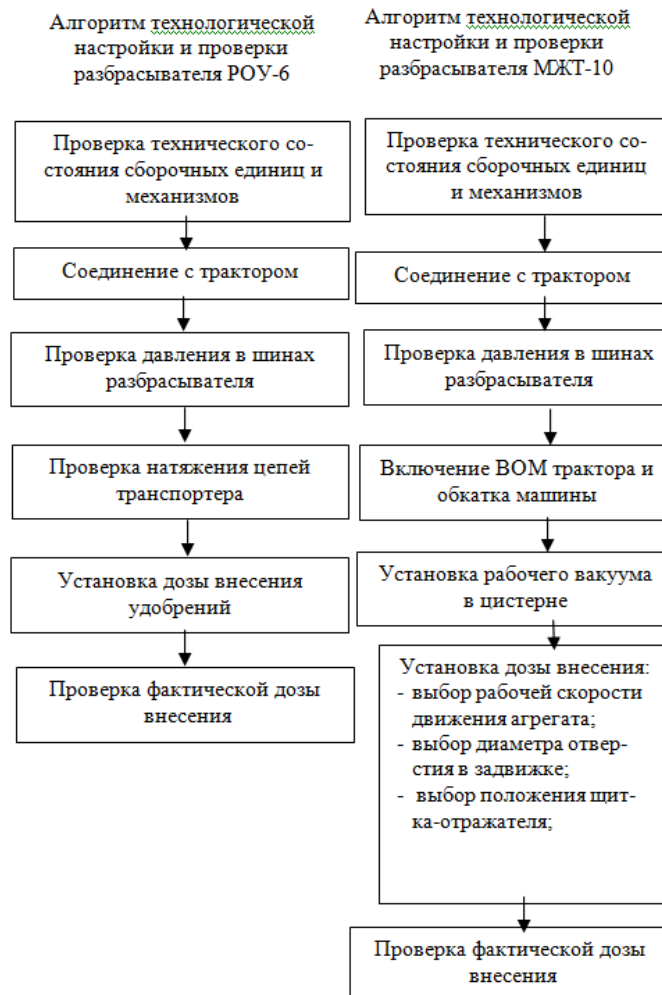 Алгоритм технологической
настройки и проверки
разбрасывателя РОУ-6
Проверка технического со-
стояния сборочных единиц и
механизмов
Соединение с трактором
Проверка давления в шинах
разбрасывателя
Проверка натяжения цепей
транспортера
Установка дозы внесения
удобрений
Проверка фактической дозы
внесения
Алгоритм технологической
настройки и проверки
разбрасывателя МЖТ-10
Проверка технического со-
стояния сборочных единиц
и механизмов
Соединение с трактором
Проверка давления в шинах
разбрасывателя
Включение ВОМ трактора и
обкатка машины
Установка рабочего вакуума
в цистерне
Установка дозы внесения:
- выбор рабочей скорости
движения агрегата;
- выбор диаметра отвер-
стия в задвижке;
- выбор положения щит-
ка-отражателя;
Проверка фактической дозы
внесения